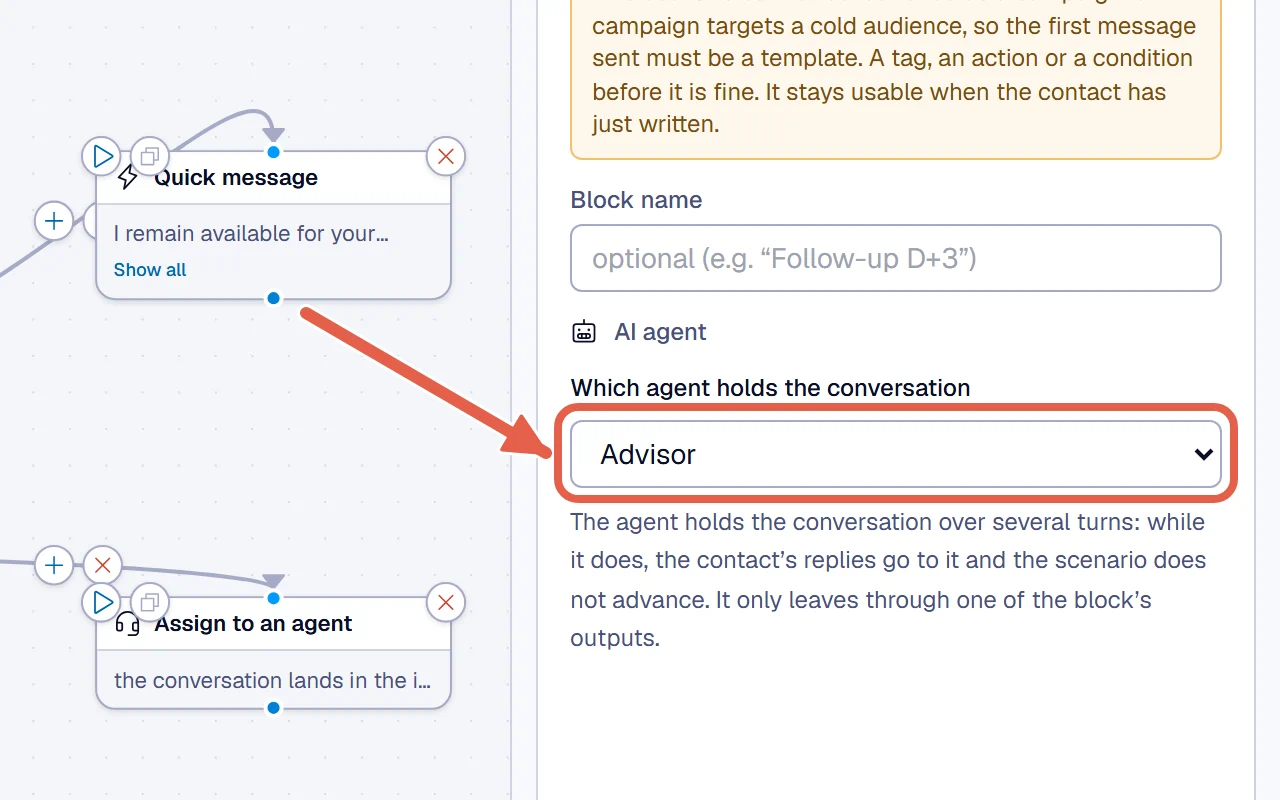 campaign targets a cold audience, so the first message
sent must be a template. A tag, an action or a condition
before it is fine. It stays usable when the contact has
just written.
Quick message
I remain available for your…
Show all
Block name
optional (e.g. “Follow-up D+3”)
AI agent
Which agent holds the conversation
Advisor
The agent holds the conversation over several turns: while
it does, the contact’s replies go to it and the scenario does
not advance. It only leaves through one of the block’s
outputs.
Assign to an agent
the conversation lands in the i…